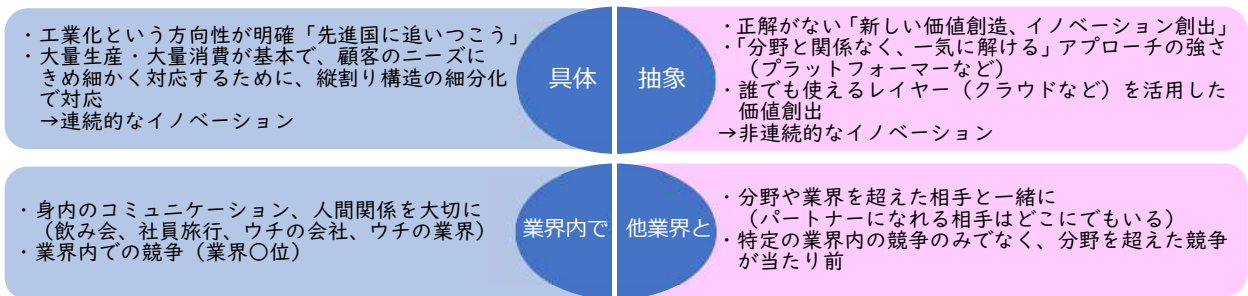 ・工業化という方向性が明確「先進国に追いつこう」
・大量生産・大量消費が基本で、顧客のニーズに
きめ細かく対応するために、縦割り構造の細分化
で対応
→連続的なイノベーション
具体
抽象
・正解がない「新しい価値創造、イノベーション創出」
・「分野と関係なく、一気に解ける」アプローチの強さ
（プラットフォーマーなど）
・誰でも使えるレイヤー（クラウドなど）を活用した
価値創出
→非連続的なイノベーション
・身内のコミュニケーション、人間関係を大切に
（飲み会、社員旅行、ウチの会社、ウチの業界）
・業界内での競争（業界〇位）
業界内で
他業界と
・分野や業界を超えた相手と一緒に
（パートナーになれる相手はどこにでもいる）
・特定の業界内の競争のみでなく、分野を超えた競争
が当たり前